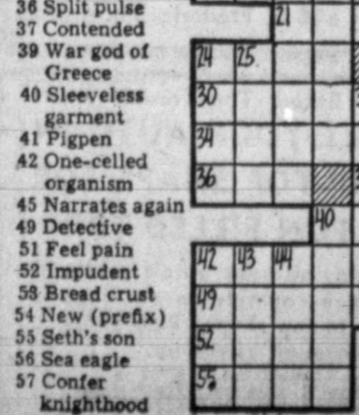 36 Split pulse
37 Contended
39 War god of
Greece
40 Sleeveless
garment
41 Pigpen
42 One-celled
organism
45 Narrates again
49 Detective
51 Feel pain
52 Impudent
53 Bread crust
54 New (prefix)
55 Seth's son
56 Sea eagle
57 Confer
knighthood
21
24 25
30
34
36
40
42 43 44
49
52
55